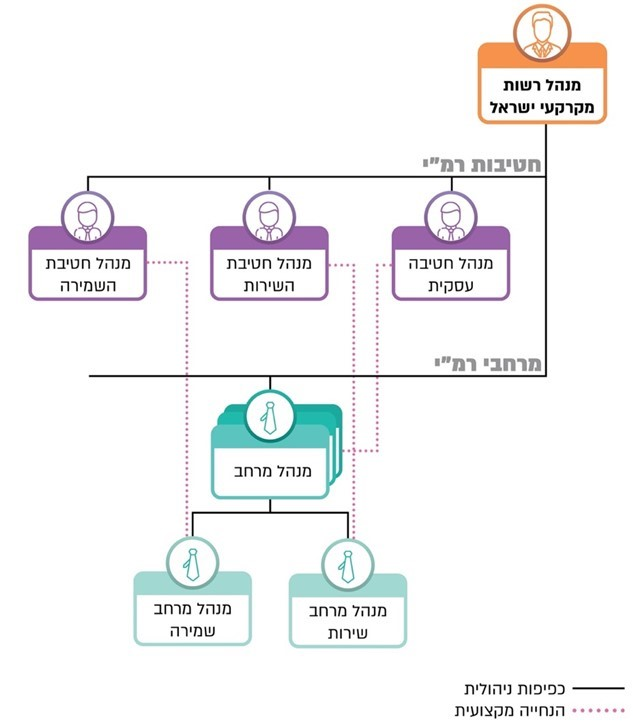 מנהל רשות
מקרקעי ישראל
חטיבות רמ"י
מנהל חטיבה
עסקית
מנהל חטיבת
השירות
מנהל חטיבת
השמירה
מרחבי רמ"י
מנהל מרחב
מנהל מרחב
שירות
מנהל מרחב
שמירה
כפיפות ניהולית
הנחייה מקצועית